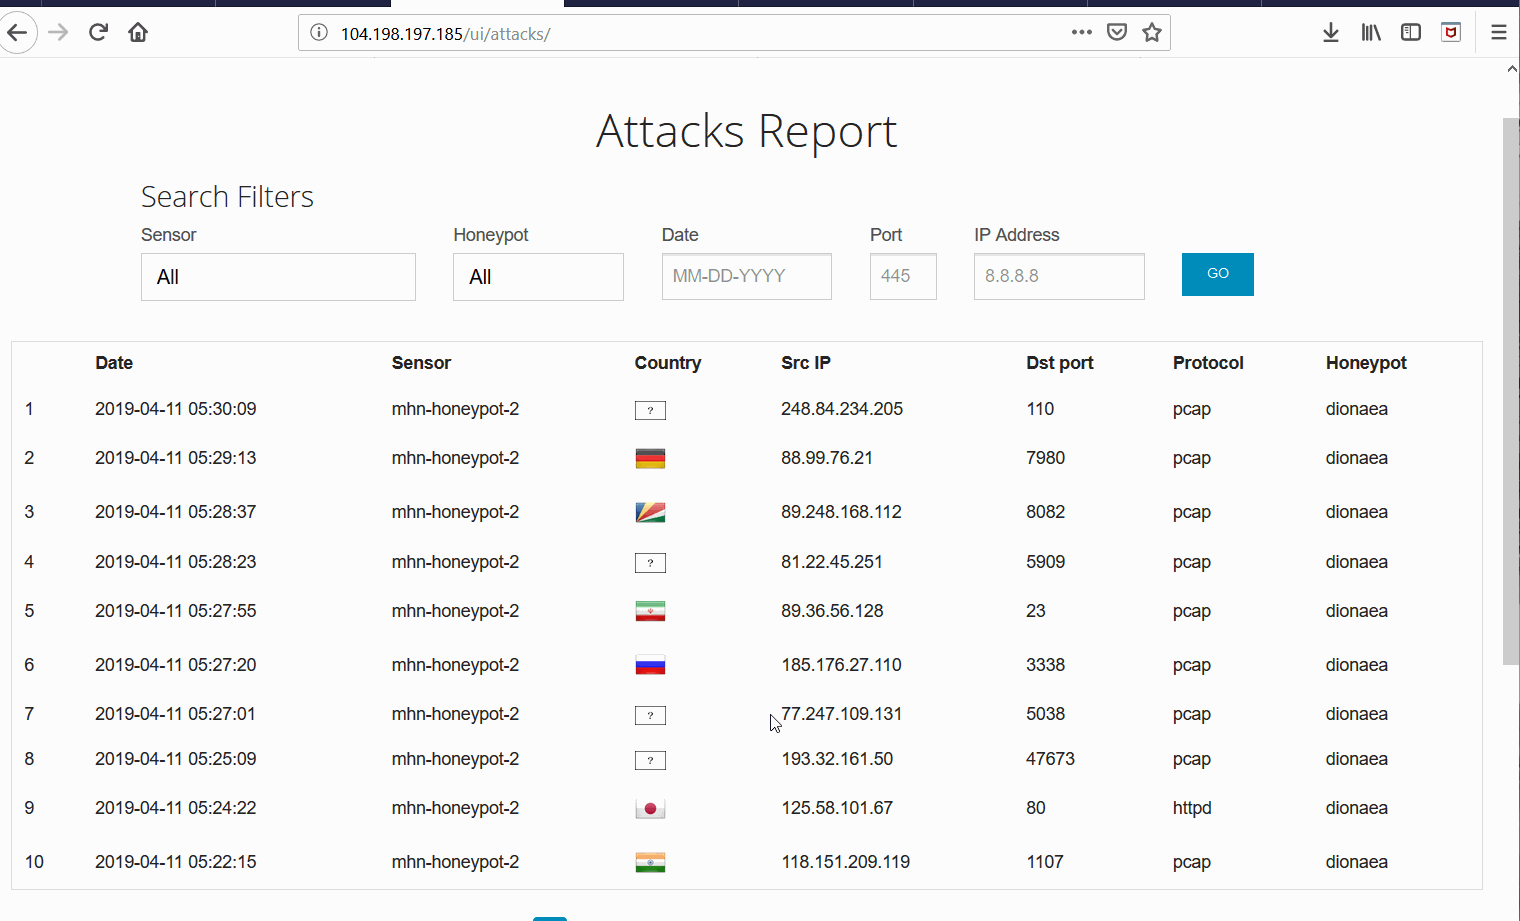 104.198.197.185/ui/attacks/
Attacks Report
Search Filters
Sensor Honeypot Date Port IP Address
All All MM-DD-YYYY 445 8.8.8.8 GO
Date Sensor Country Src IP Dst port Protocol Honeypot
1 2019-04-11 05:30:09 mhn-honeypot-2 ? 248.84.234.205 110 pcap dionaea
2 2019-04-11 05:29:13 mhn-honeypot-2 88.99.76.21 7980 pcap dionaea
3 2019-04-11 05:28:37 mhn-honeypot-2 89.248.168.112 8082 pcap dionaea
4 2019-04-11 05:28:23 mhn-honeypot-2 ? 81.22.45.251 5909 pcap dionaea
5 2019-04-11 05:27:55 mhn-honeypot-2 89.36.56.128 23 pcap dionaea
6 2019-04-11 05:27:20 mhn-honeypot-2 185.176.27.110 3338 pcap dionaea
7 2019-04-11 05:27:01 mhn-honeypot-2 ? 77.247.109.131 5038 pcap dionaea
8 2019-04-11 05:25:09 mhn-honeypot-2 ? 193.32.161.50 47673 pcap dionaea
9 2019-04-11 05:24:22 mhn-honeypot-2 125.58.101.67 80 httpd dionaea
10 2019-04-11 05:22:15 mhn-honeypot-2 118.151.209.119 1107 pcap dionaea